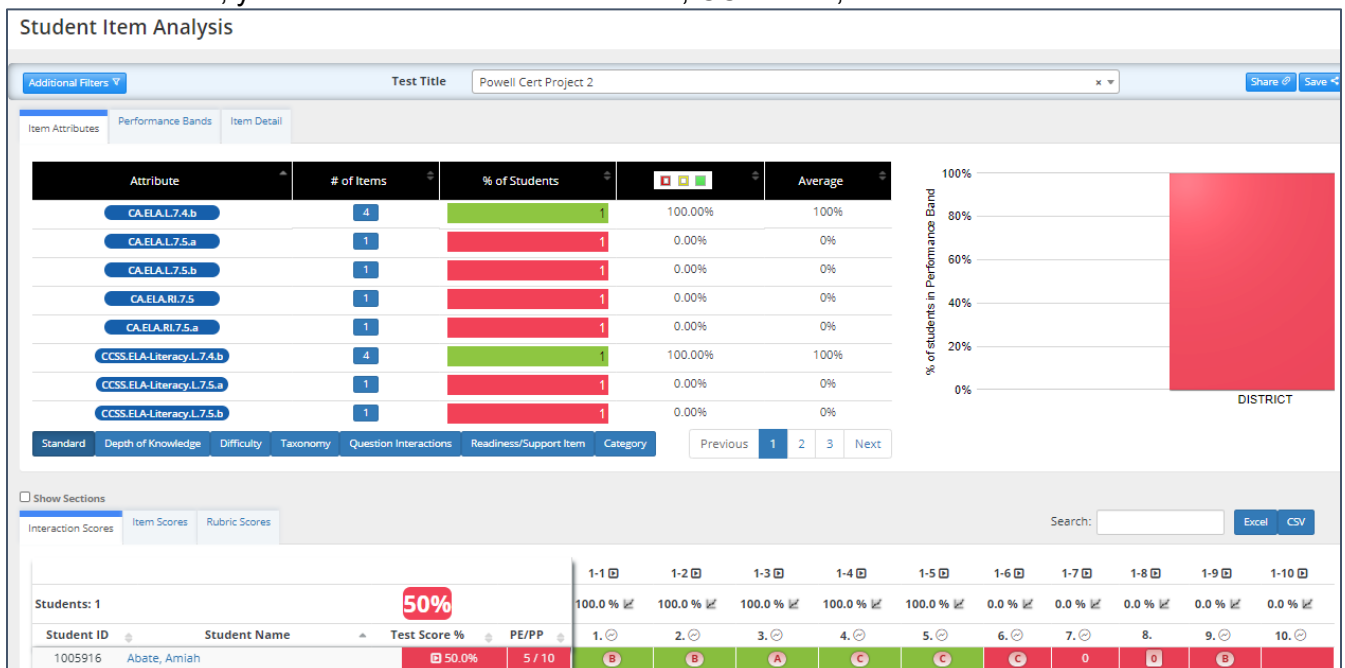 Student Item Analysis
Additional Filters Test Title Powell Cert Project 2 × Share Save
Item Attributes Performance Bands Item Detail
Attribute # of Items % of Students Average
CA.ELA.L.7.4.b 4 1 100.00% 100%
CA.ELA.L.7.5.a 1 1 0.00% 0%
CA.ELA.L.7.5.b 1 1 0.00% 0%
CA.ELA.RI.7.5 1 1 0.00% 0%
CA.ELA.RI.7.5.a 1 1 0.00% 0%
CCSS.ELA-Literacy.L.7.4.b 4 1 100.00% 100%
CCSS.ELA-Literacy.L.7.5.a 1 1 0.00% 0%
CCSS.ELA-Literacy.L.7.5.b 1 1 0.00% 0%
Standard Depth of Knowledge Difficulty Taxonomy Question Interactions Readiness/Support Item Category Previous 1 2 3 Next
% of students in Performance Band
100%
80%
60%
40%
20%
0%
DISTRICT
Show Sections
Interaction Scores Item Scores Rubric Scores Search: Excel CSV
1-1 1-2 1-3 1-4 1-5 1-6 1-7 1-8 1-9 1-10
Students: 1 50% 100.0 % 100.0 % 100.0 % 100.0 % 100.0 % 0.0 % 0.0 % 0.0 % 0.0 % 0.0 %
Student ID Student Name Test Score % PE/PP 1. 2. 3. 4. 5. 6. 7. 8. 9. 10.
1005916 Abate, Amiah 50.0% 5 / 10 B B A C C C 0 0 B